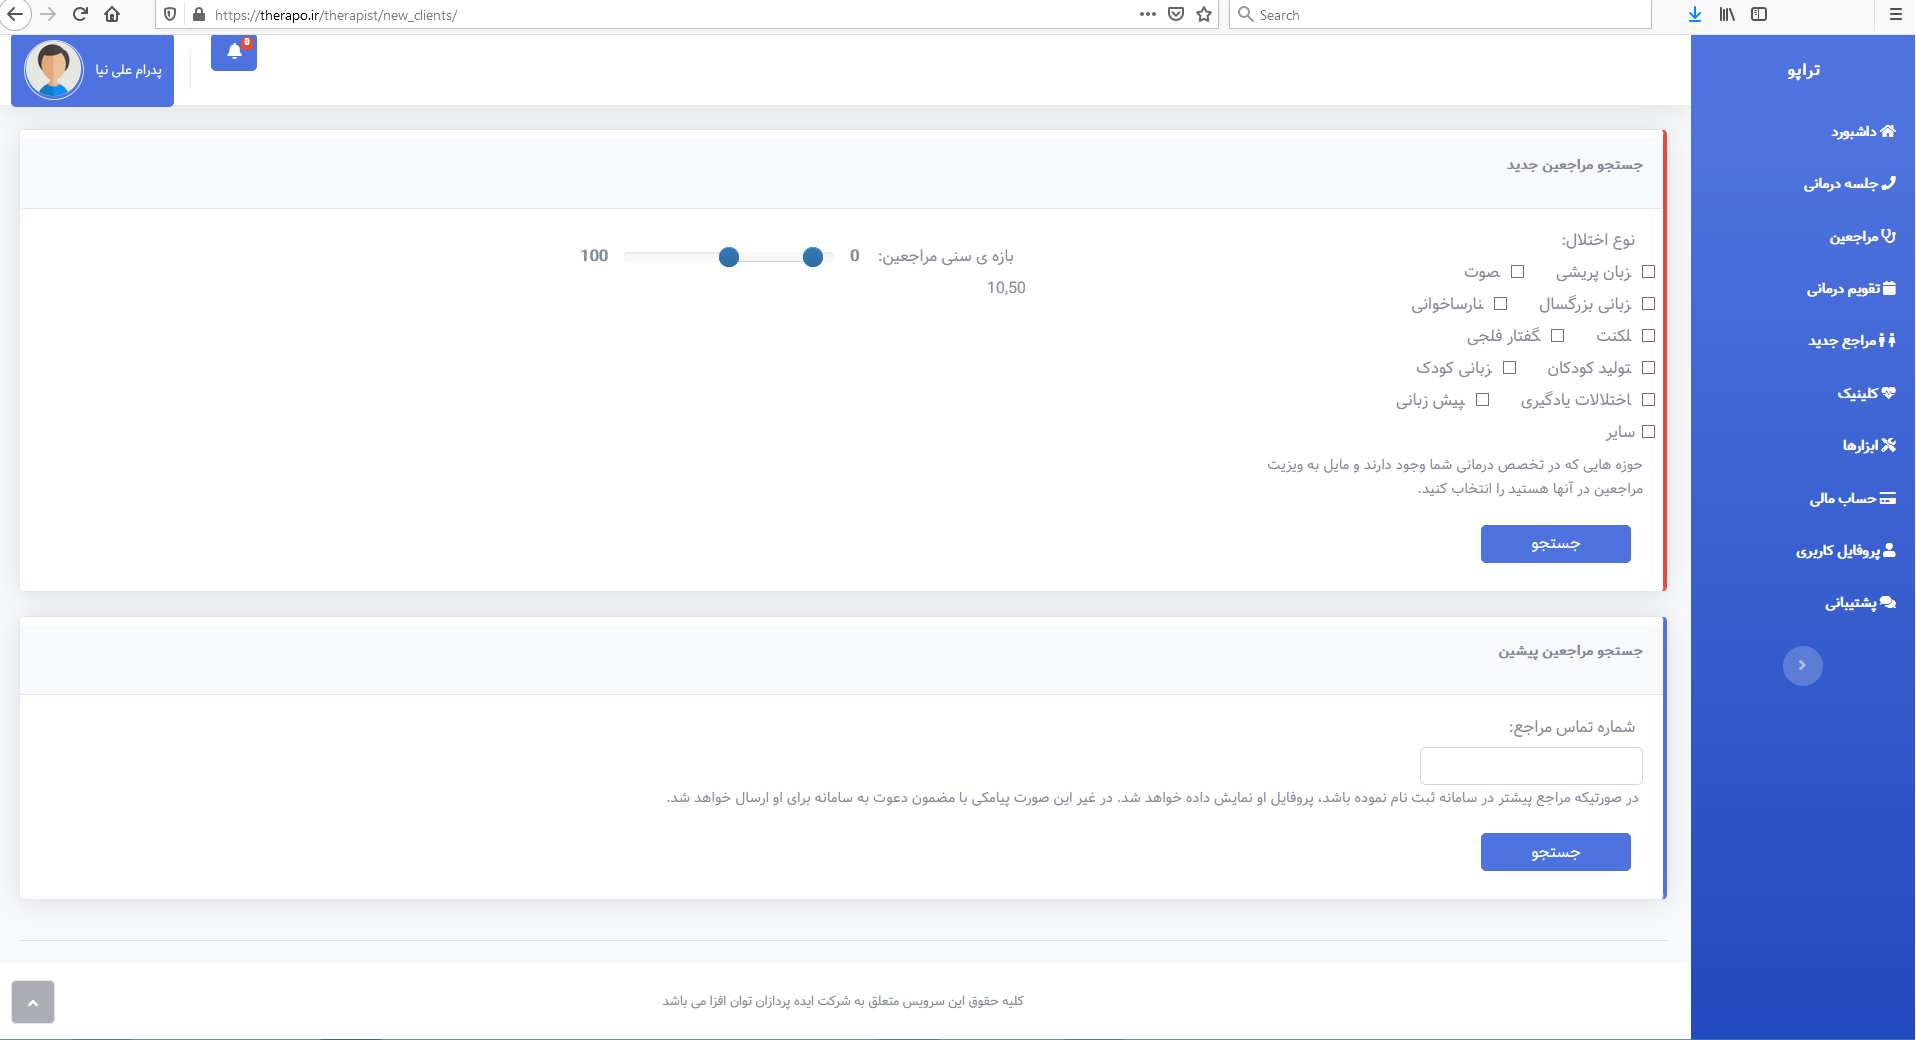 https://therapo.ir/therapist/new_clients/
Search
تراپو
داشبورد
جلسه درمانی
مراجعین
تقویم درمانی
مراجع جدید
کلینیک
ابزارها
حساب مالی
پروفایل کاربری
پشتیبانی
0
پدرام علی نیا
جستجو مراجعین جدید
نوع اختلال:
زبان پریشی صوت
زبانی بزرگسال نارساخوانی
لکنت گفتار فلجی
تولید کودکان زبانی کودک
اختلالات یادگیری پیش زبانی
سایر
حوزه هایی که در تخصص درمانی شما وجود دارند و مایل به ویزیت
مراجعین در آنها هستید را انتخاب کنید.
بازه ی سنی مراجعین: 0 100
10,50
جستجو
جستجو مراجعین پیشین
شماره تماس مراجع:
در صورتیکه مراجع پیشتر در سامانه ثبت نام نموده باشد، پروفایل او نمایش داده خواهد شد. در غیر این صورت پیامکی با مضمون دعوت به سامانه برای او ارسال خواهد شد.
جستجو
کلیه حقوق این سرویس متعلق به شرکت ایده پردازان توان افزا می باشد